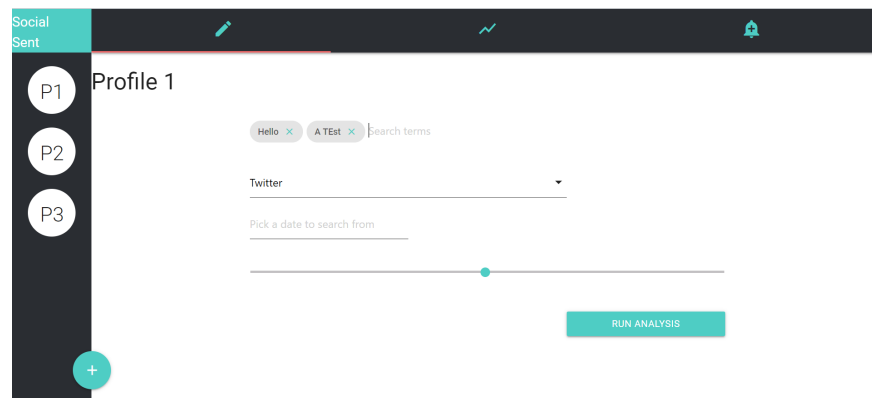 Social
Sent
P1
P2
P3
Profile 1
Hello × A TEst × Search terms
Twitter
Pick a date to search from
RUN ANALYSIS
+